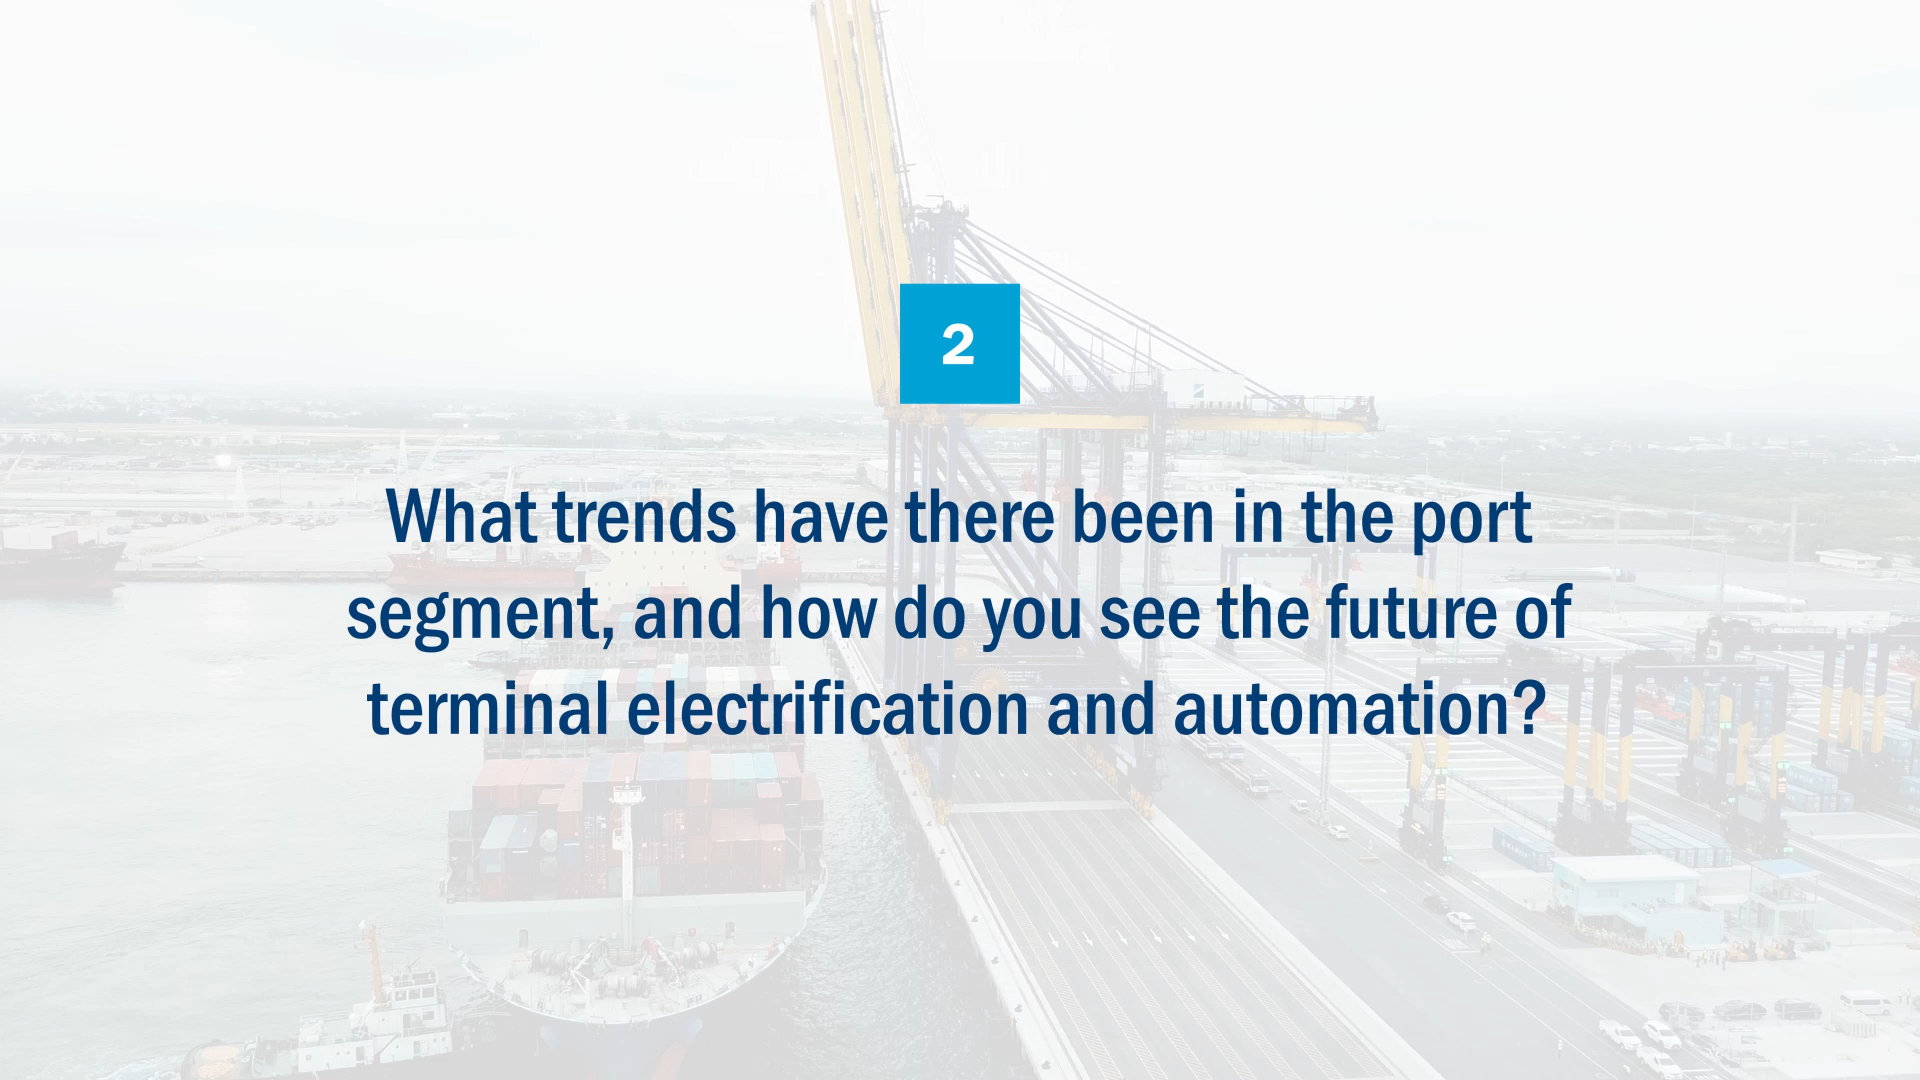 2
What trends have there been in the port
segment, and how do you see the future of
terminal electrification and automation?